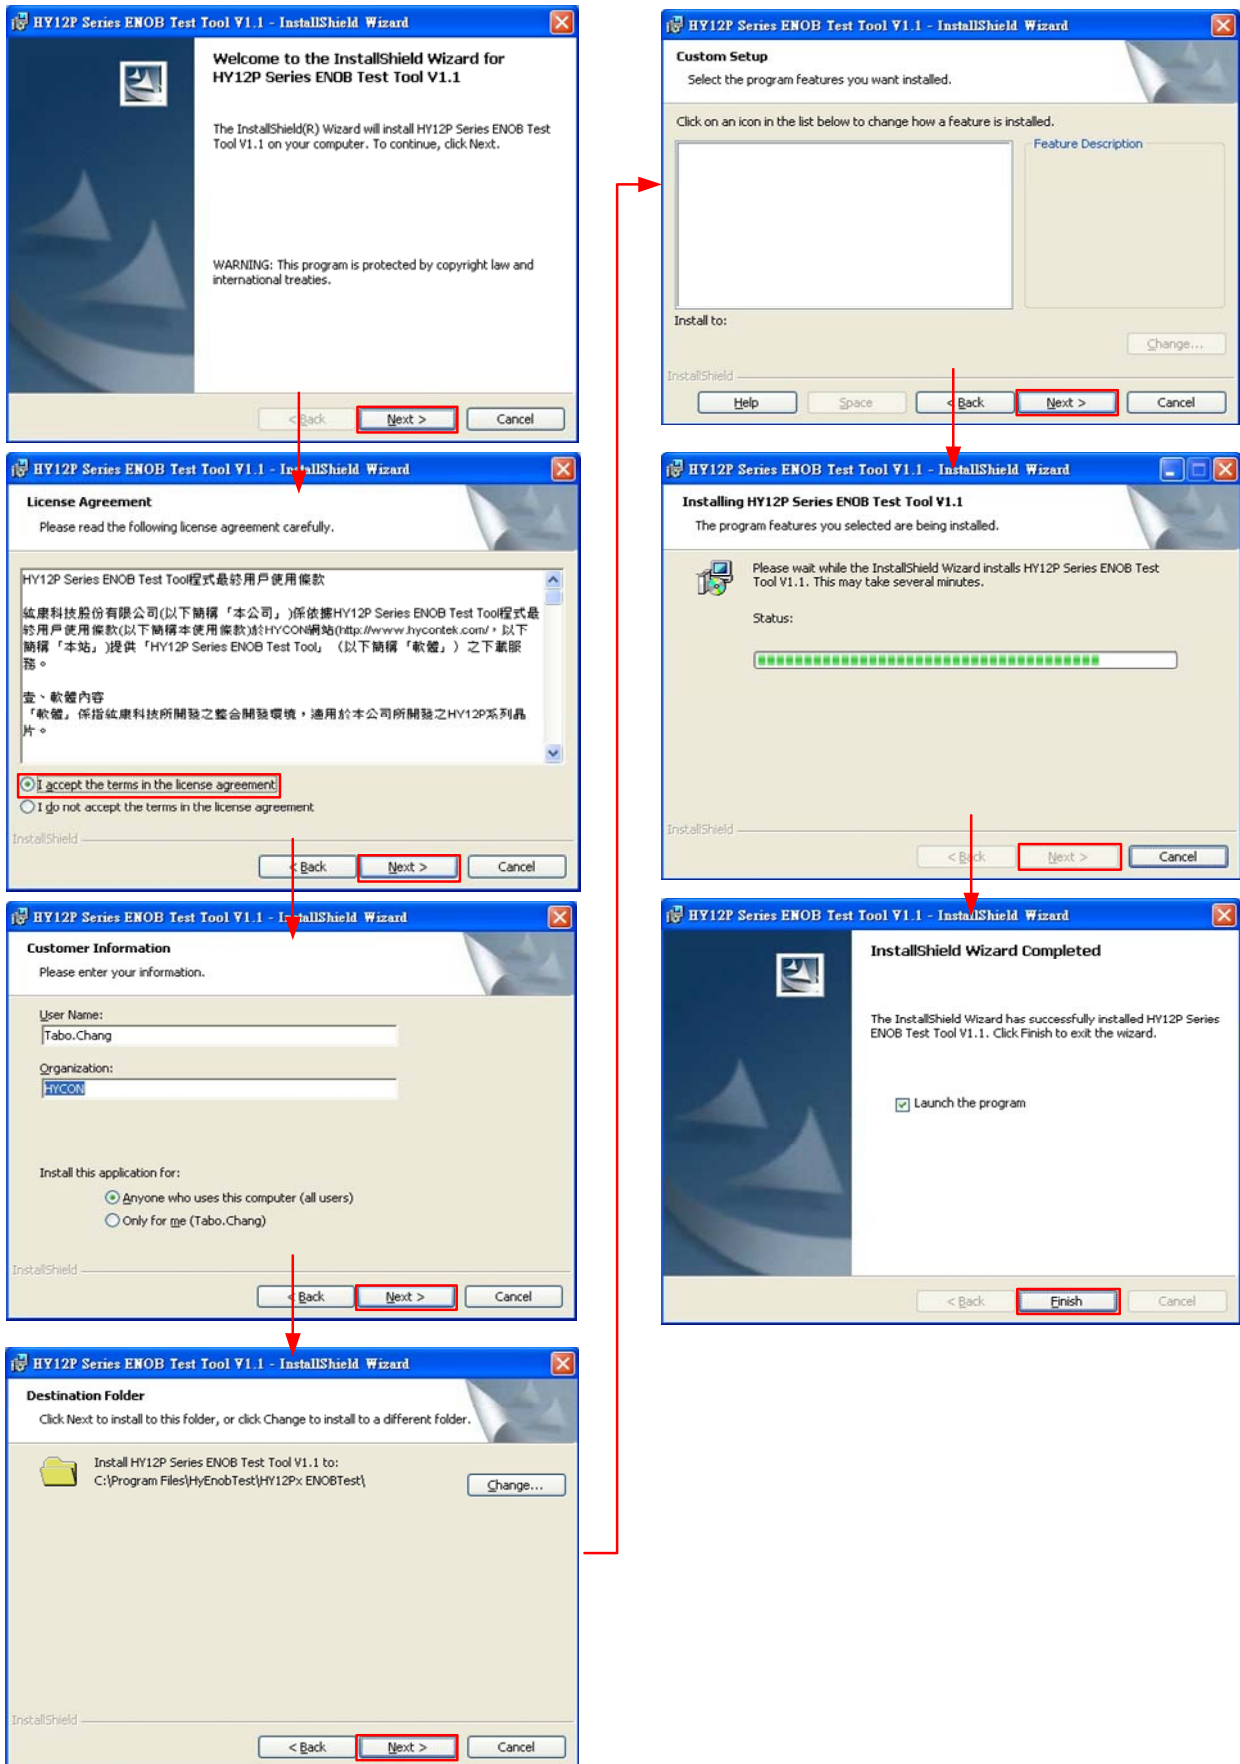 HY12P Series ENOB Test Tool V1.1 - InstallShield Wizard
Welcome to the InstallShield Wizard for
HY12P Series ENOB Test Tool V1.1
The InstallShield(R) Wizard will install HY12P Series ENOB Test
Tool V1.1 on your computer. To continue, click Next.
WARNING: This program is protected by copyright law and
international treaties.
< Back Next > Cancel
HY12P Series ENOB Test Tool V1.1 - InstallShield Wizard
License Agreement
Please read the following license agreement carefully.
HY12P Series ENOB Test Tool程式最終用戶使用條款
紘康科技股份有限公司(以下簡稱「本公司」)係依據HY12P Series ENOB Test Tool程式最
終用戶使用條款(以下簡稱本使用條款)於HYCON網站(http://www.hycontek.com/，以下
簡稱「本站」)提供「HY12P Series ENOB Test Tool」（以下簡稱「軟體」）之下載服
務。
壹、軟體內容
「軟體」係指紘康科技所開發之整合開發環境，適用於本公司所開發之HY12P系列晶
片。
I accept the terms in the license agreement
I do not accept the terms in the license agreement
InstallShield
< Back Next > Cancel
HY12P Series ENOB Test Tool V1.1 - InstallShield Wizard
Customer Information
Please enter your information.
User Name:
Tabo.Chang
Organization:
HYCON
Install this application for:
Anyone who uses this computer (all users)
Only for me (Tabo.Chang)
InstallShield
< Back Next > Cancel
HY12P Series ENOB Test Tool V1.1 - InstallShield Wizard
Destination Folder
Click Next to install to this folder, or click Change to install to a different folder.
Install HY12P Series ENOB Test Tool V1.1 to:
C:\Program Files\HyEnobTest\HY12Px ENOBTest\
Change...
InstallShield
< Back Next > Cancel
HY12P Series ENOB Test Tool V1.1 - InstallShield Wizard
Custom Setup
Select the program features you want installed.
Click on an icon in the list below to change how a feature is installed.
Feature Description
Install to:
Change...
InstallShield
Help Space < Back Next > Cancel
HY12P Series ENOB Test Tool V1.1 - InstallShield Wizard
Installing HY12P Series ENOB Test Tool V1.1
The program features you selected are being installed.
Please wait while the InstallShield Wizard installs HY12P Series ENOB Test
Tool V1.1. This may take several minutes.
Status:
InstallShield
< Back Next > Cancel
HY12P Series ENOB Test Tool V1.1 - InstallShield Wizard
InstallShield Wizard Completed
The InstallShield Wizard has successfully installed HY12P Series
ENOB Test Tool V1.1. Click Finish to exit the wizard.
Launch the program
< Back Finish Cancel